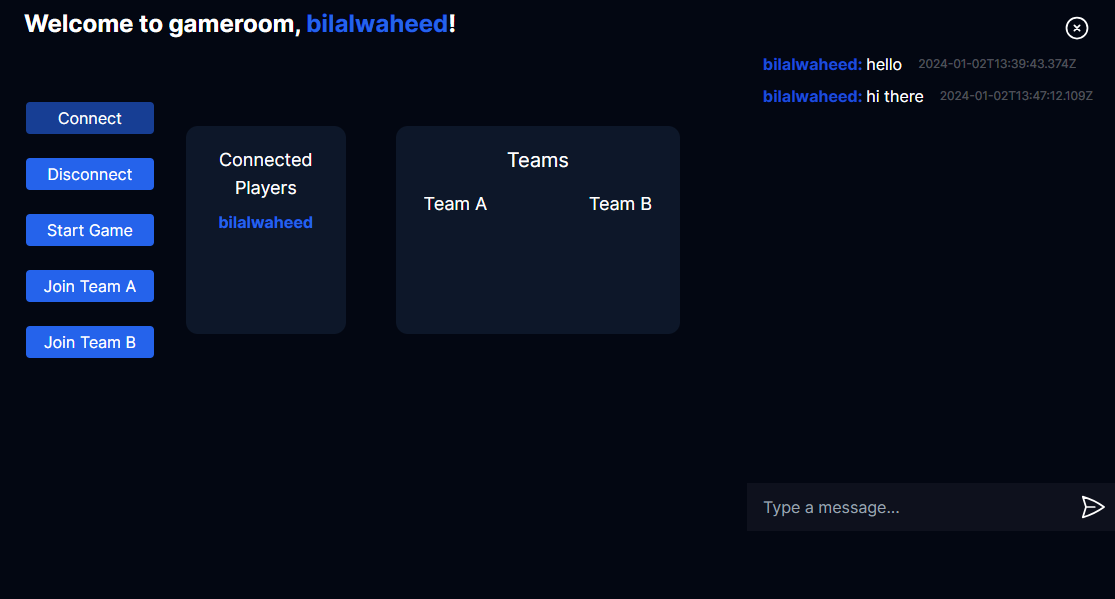 Welcome to gameroom, bilalwaheed!
bilalwaheed: hello 2024-01-02T13:39:43.374Z
bilalwaheed: hi there 2024-01-02T13:47:12.109Z
Connect
Disconnect
Start Game
Join Team A
Join Team B
Connected
Players
bilalwaheed
Teams
Team A Team B
Type a message...